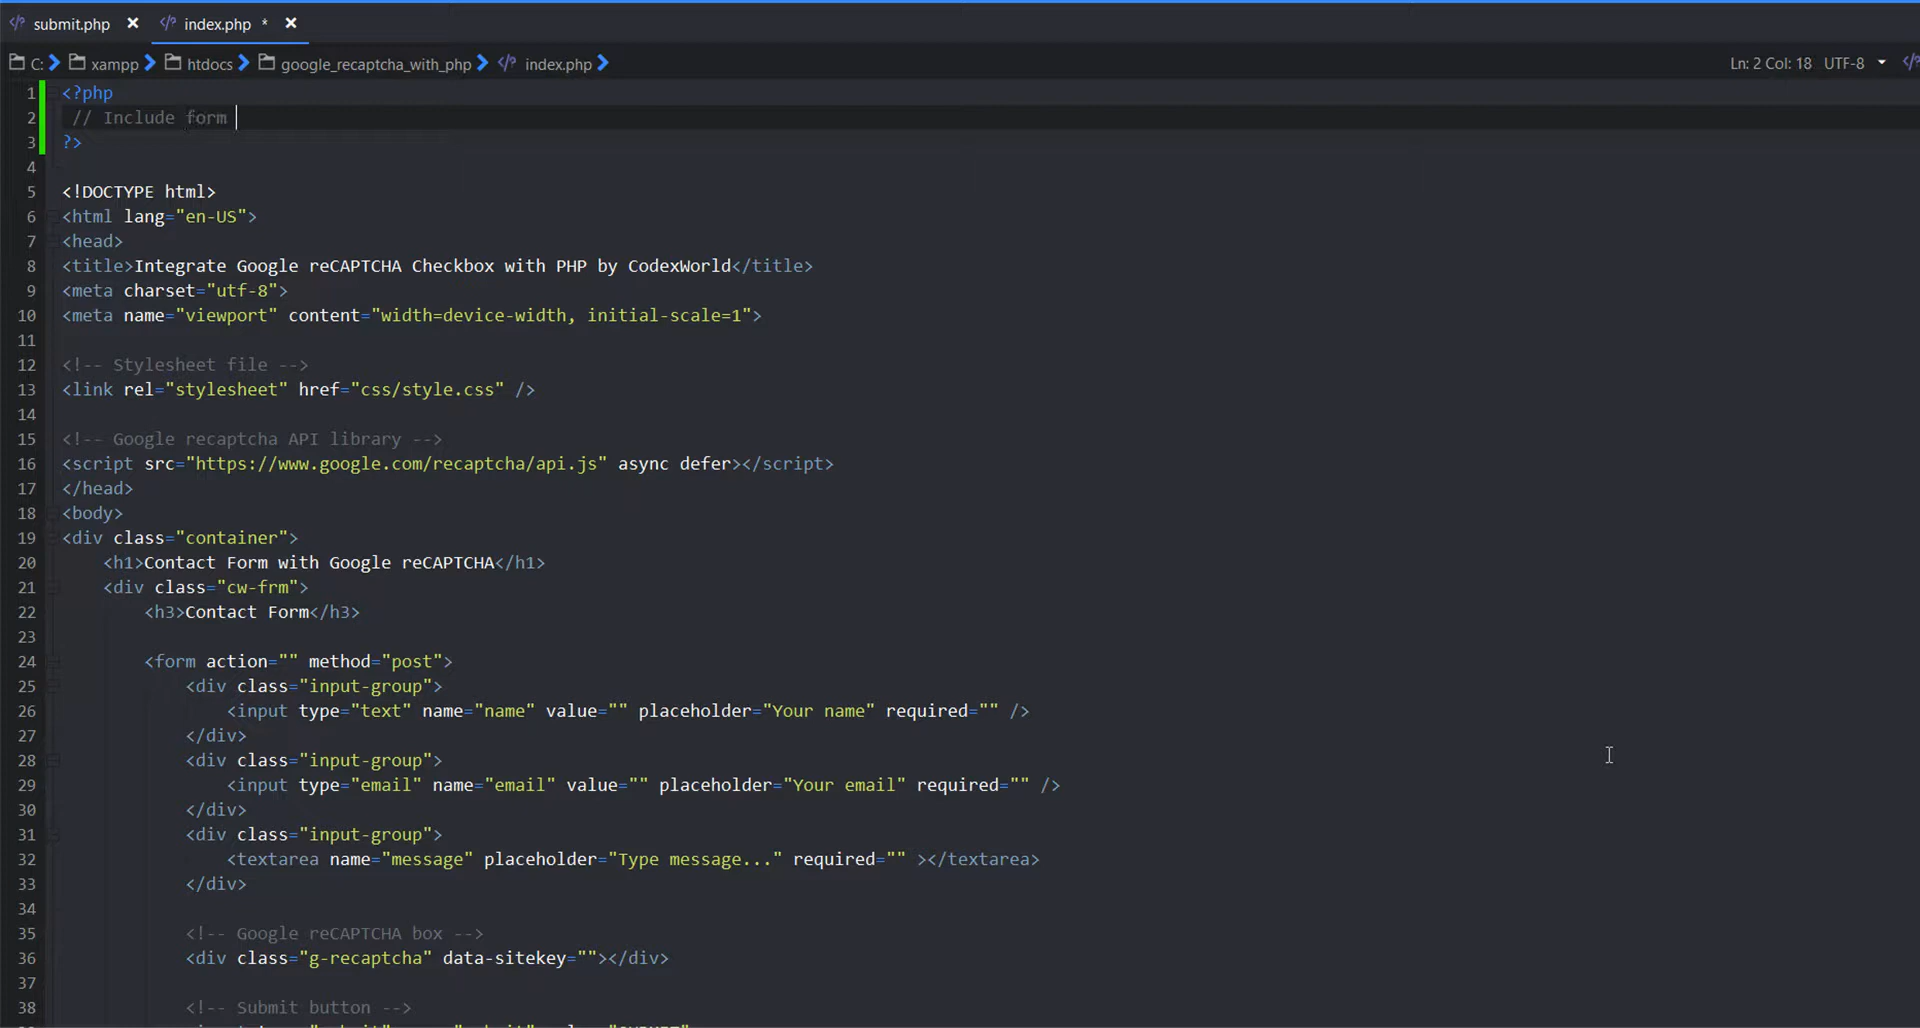 submit.php
index.php *
C: xampp htdocs google_recaptcha_with_php index.php
Ln: 2 Col: 18 UTF-8
1 <?php
2 // Include form
3 ?>
4
5 <!DOCTYPE html>
6 <html lang="en-US">
7 <head>
8 <title>Integrate Google reCAPTCHA Checkbox with PHP by CodexWorld</title>
9 <meta charset="utf-8">
10 <meta name="viewport" content="width=device-width, initial-scale=1">
11
12 <!-- Stylesheet file -->
13 <link rel="stylesheet" href="css/style.css" />
14
15 <!-- Google recaptcha API library -->
16 <script src="https://www.google.com/recaptcha/api.js" async defer></script>
17 </head>
18 <body>
19 <div class="container">
20 <h1>Contact Form with Google reCAPTCHA</h1>
21 <div class="cw-frm">
22 <h3>Contact Form</h3>
23
24 <form action="" method="post">
25 <div class="input-group">
26 <input type="text" name="name" value="" placeholder="Your name" required="" />
27 </div>
28 <div class="input-group">
29 <input type="email" name="email" value="" placeholder="Your email" required="" />
30 </div>
31 <div class="input-group">
32 <textarea name="message" placeholder="Type message..." required="" ></textarea>
33 </div>
34
35 <!-- Google reCAPTCHA box -->
36 <div class="g-recaptcha" data-sitekey=""></div>
37
38 <!-- Submit button -->